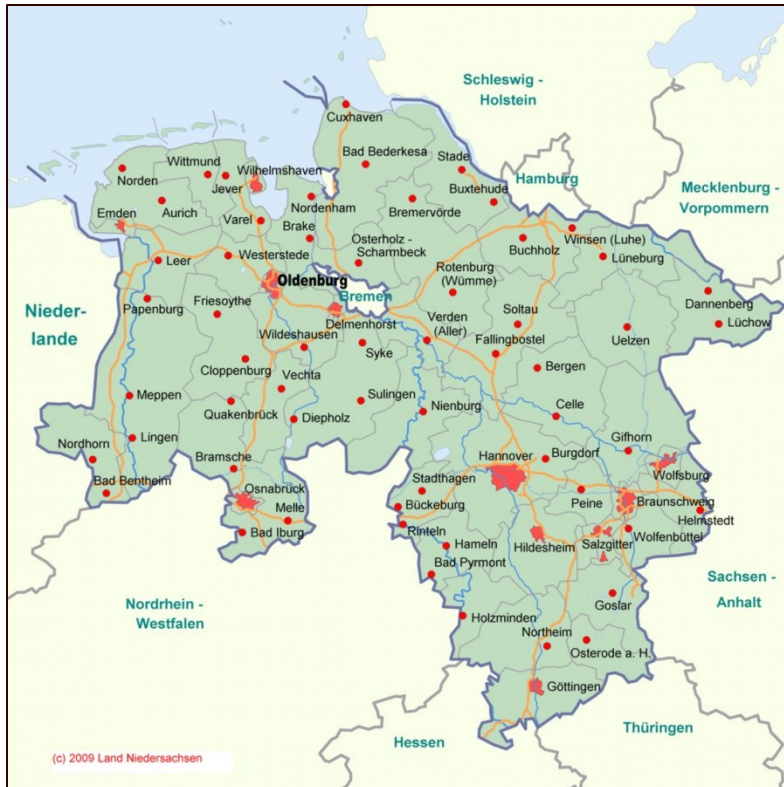 Schleswig -
Holstein
Cuxhaven
Bad Bederkesa
Stade
Hamburg
Mecklenburg -
Vorpommern
Wittmund
Wilhelmshaven
Norden
Jever
Buxtehude
Nordenham
Bremervörde
Aurich
Emden
Varel
Brake
Winsen (Luhe)
Buchholz
Osterholz -
Scharmbeck
Westerstede
Leer
Lüneburg
Rotenburg
(Wümme)
Oldenburg
Bremen
Dannenberg
Nieder-
lande
Papenburg
Friesoythe
Soltau
Lüchow
Delmenhorst
Verden
(Aller)
Wildeshausen
Fallingbostel
Uelzen
Syke
Cloppenburg
Bergen
Vechta
Meppen
Sulingen
Quakenbrück
Diepholz
Nienburg
Celle
Nordhorn
Lingen
Gifhorn
Bramsche
Hannover
Burgdorf
Wolfsburg
Bad Bentheim
Osnabrück
Stadthagen
Peine
Braunschweig
Melle
Bückeburg
Helmstedt
Rinteln
Bad Iburg
Hildesheim
Salzgitter
Wolfenbüttel
Hameln
Bad Pyrmont
Sachsen -
Anhalt
Nordrhein -
Westfalen
Goslar
Holzminden
Northeim
Osterode a. H.
Göttingen
Thüringen
Hessen
(c) 2009 Land Niedersachsen